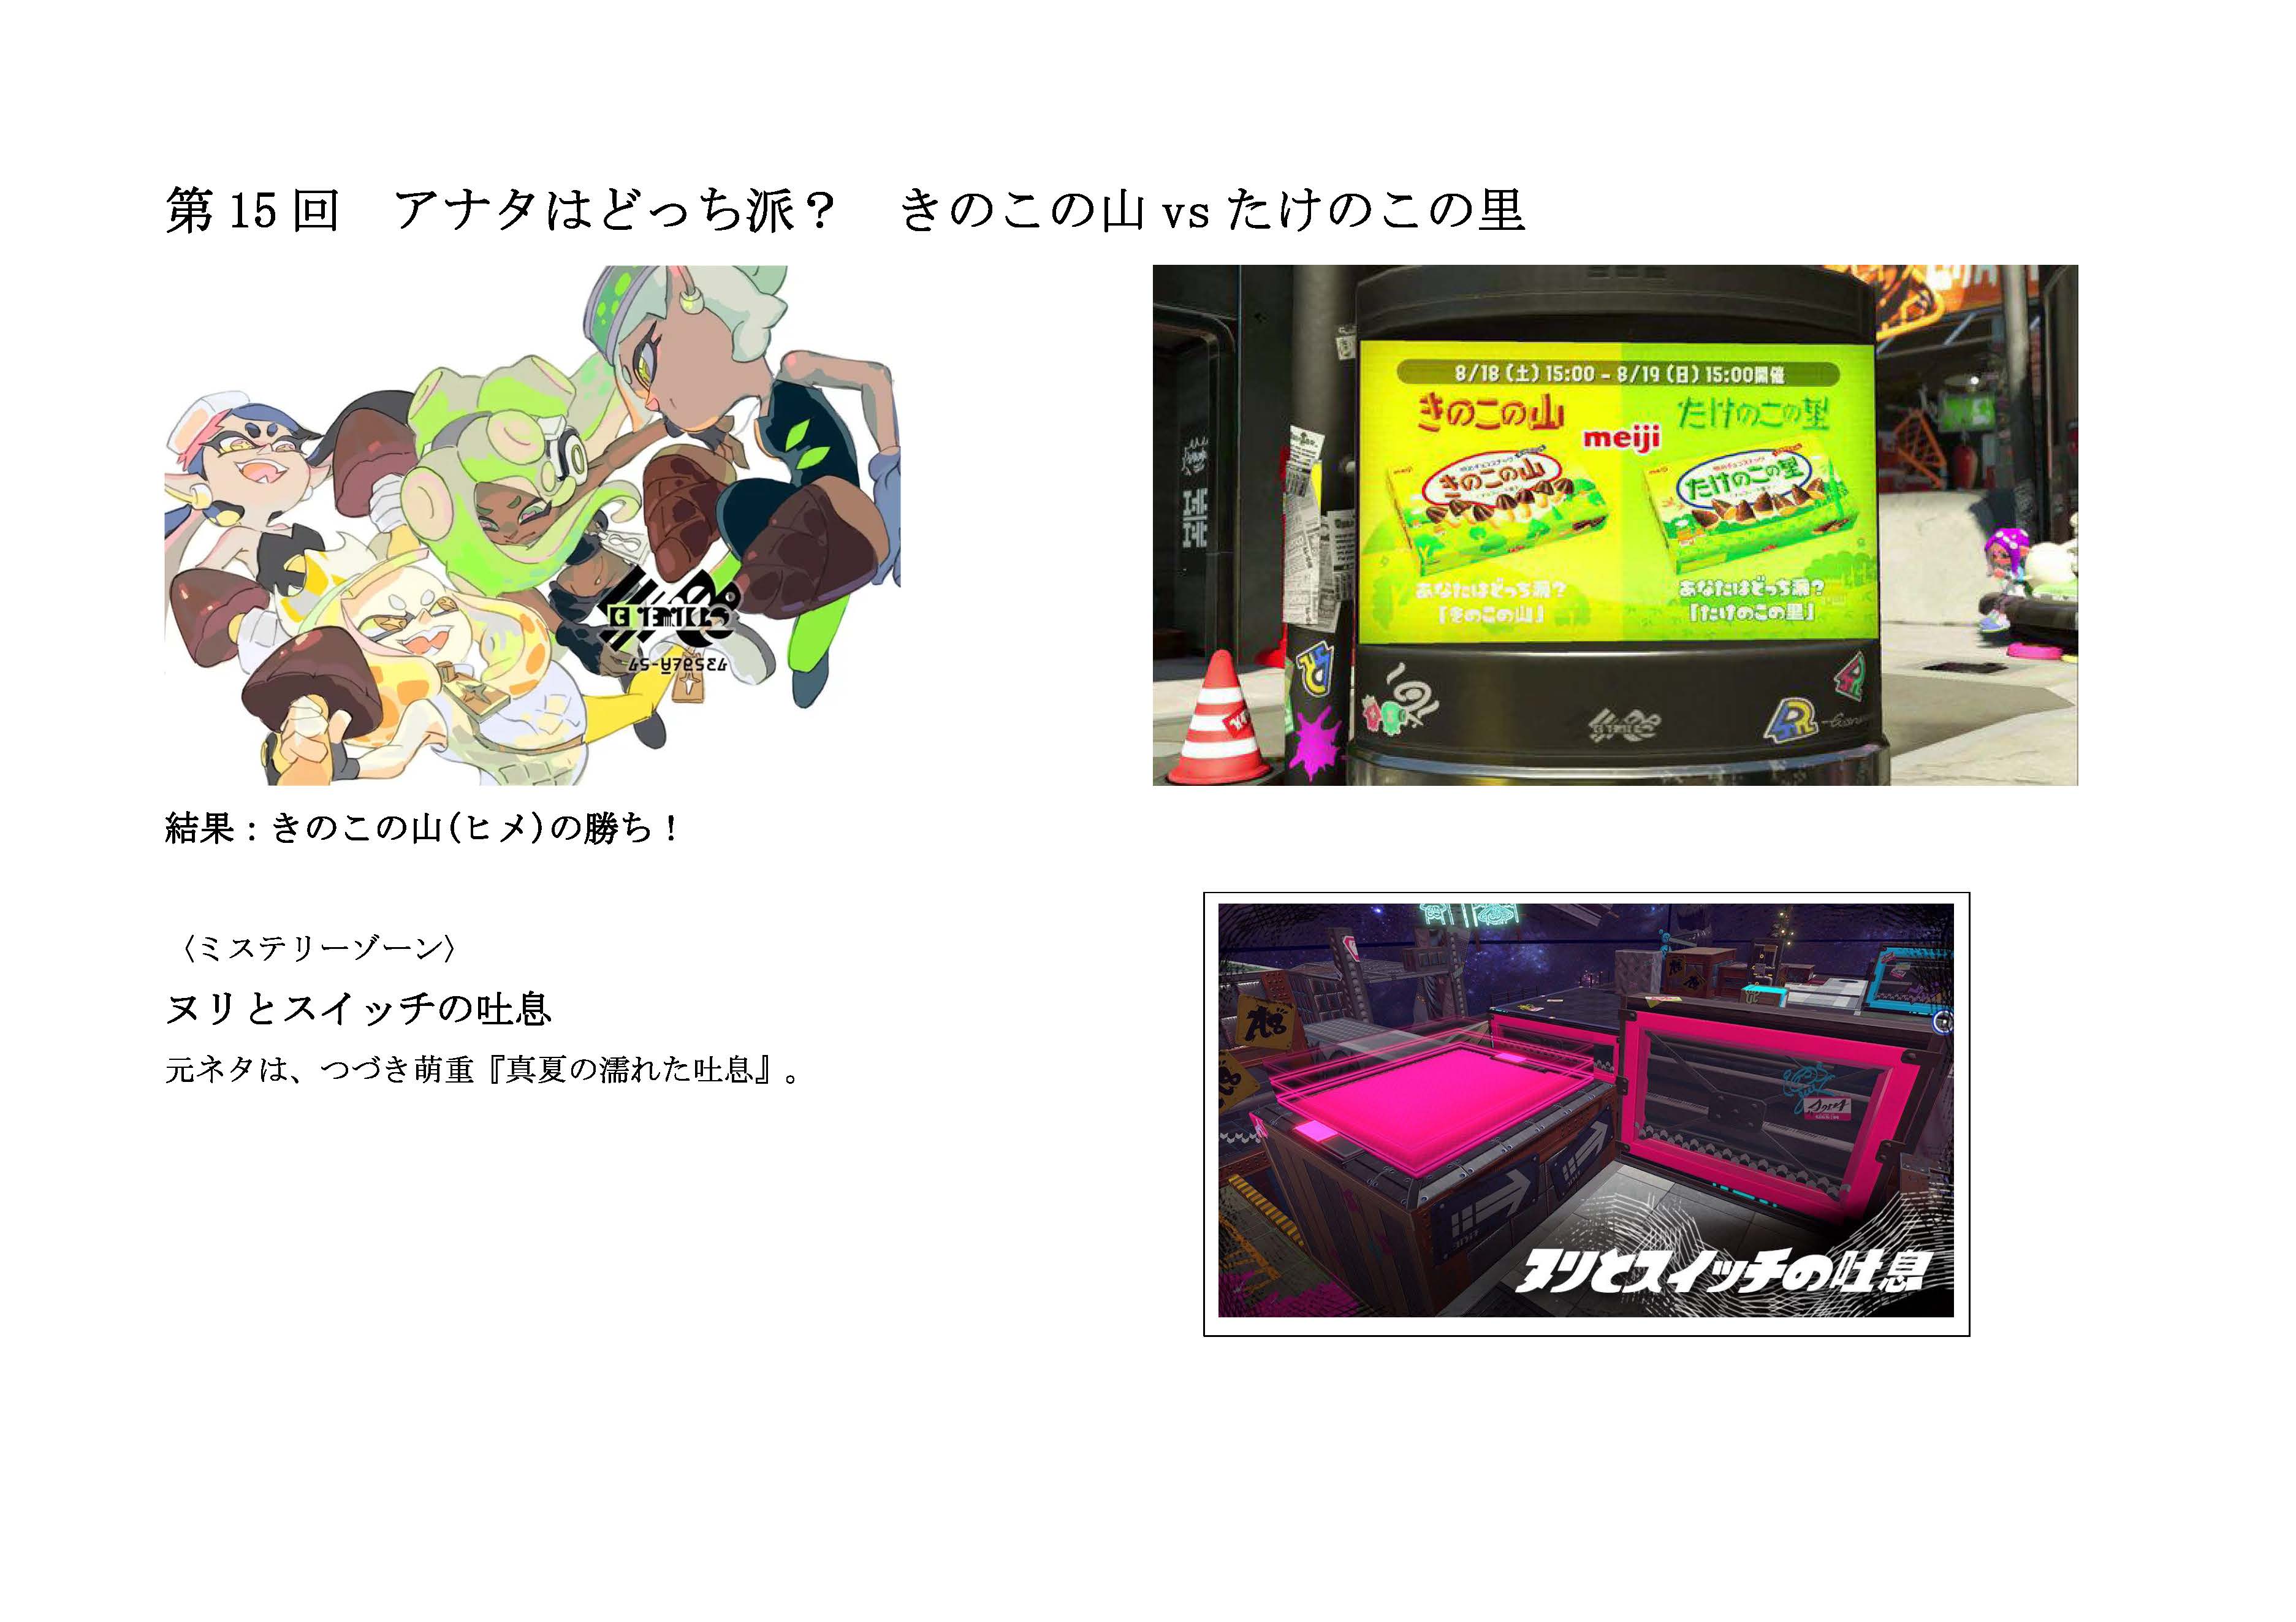 第15回　アナタはどっち派？　きのこの山 vs たけのこの里
8/18（土）15:00 – 8/19（日）15:00開催
きのこの山
たけのこの里
meiji
meiji
きのこの山
meiji
たけのこの里
あなたはどっち派？
「きのこの山」
あなたはどっち派？
「たけのこの里」
結果：きのこの山(ヒメ)の勝ち！
〈ミステリーゾーン〉
ヌリとスイッチの吐息
元ネタは、つづき萌重『真夏の濡れた吐息』。
ヌリとスイッチの吐息